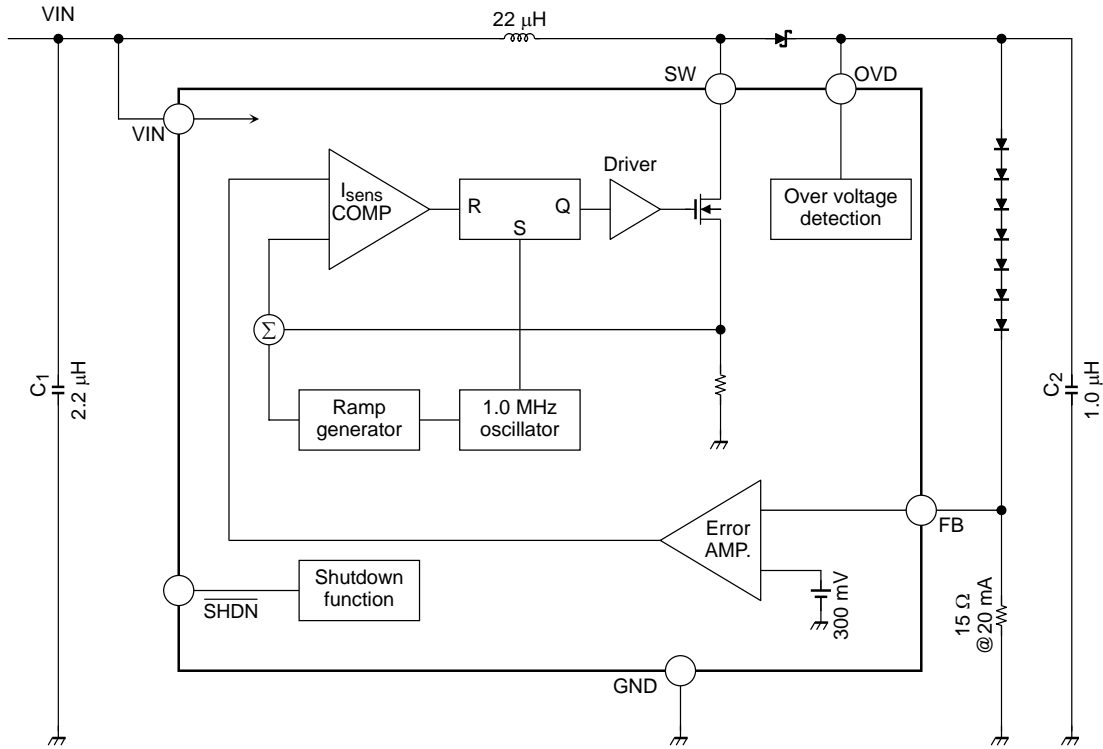 VIN
22 μH
SW
OVD
VIN
Driver
Isens
COMP
R
Q
S
Over voltage
detection
Σ
C1
2.2 μH
Ramp
generator
1.0 MHz
oscillator
C2
1.0 μH
Error
AMP.
FB
300 mV
15 Ω
@20 mA
SHDN
Shutdown
function
GND